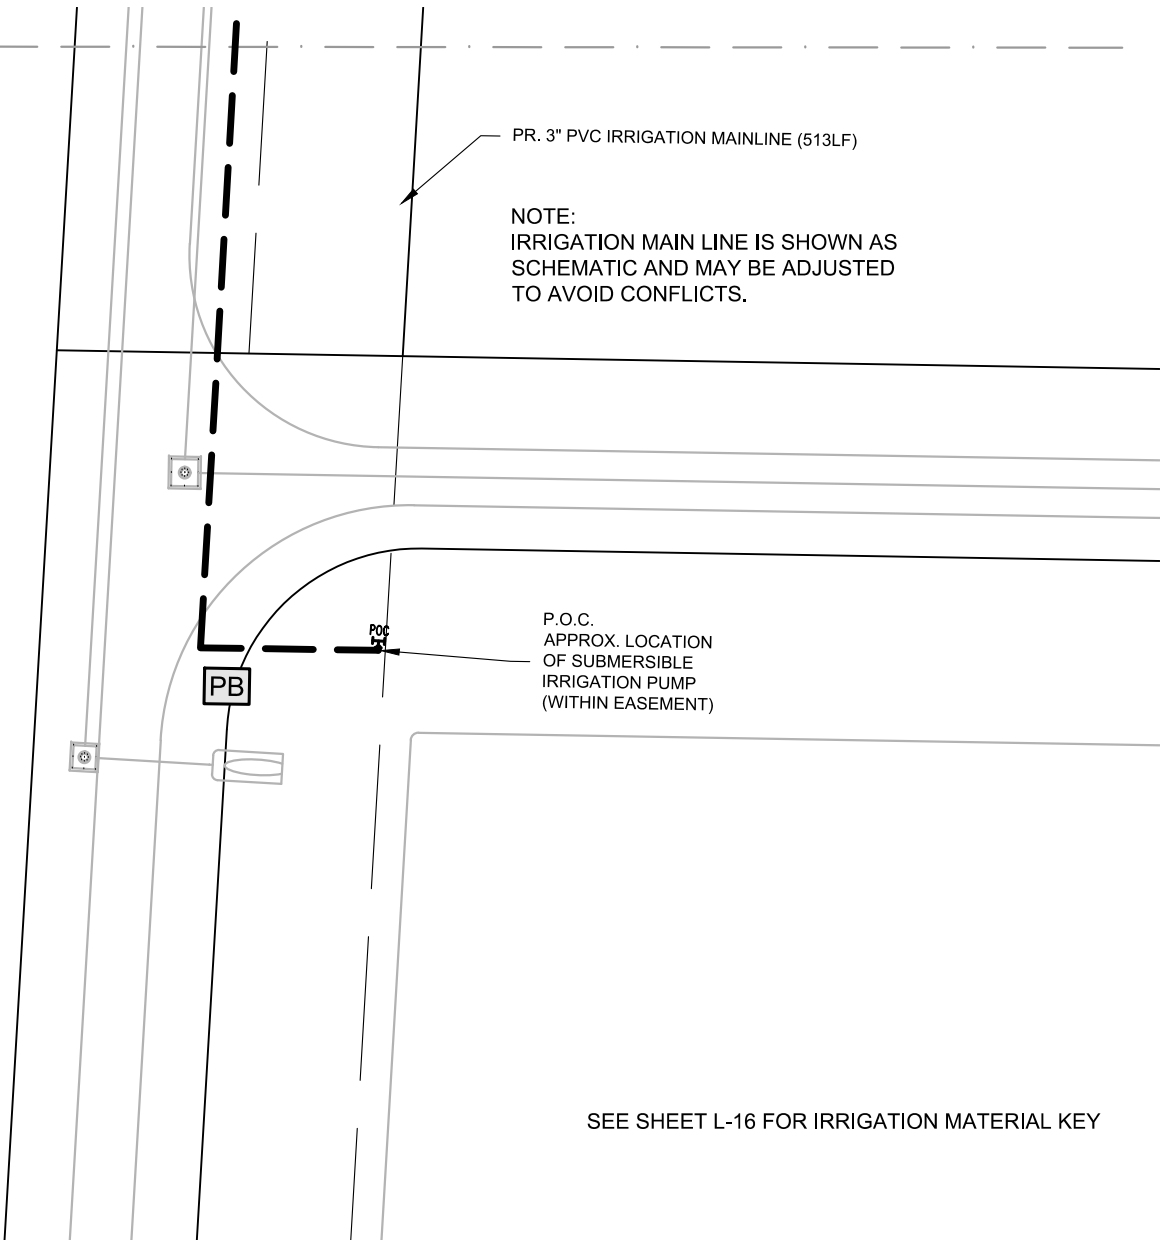 PR. 3" PVC IRRIGATION MAINLINE (513LF)
NOTE:
IRRIGATION MAIN LINE IS SHOWN AS
SCHEMATIC AND MAY BE ADJUSTED
TO AVOID CONFLICTS.
POC
P.O.C.
APPROX. LOCATION
OF SUBMERSIBLE
IRRIGATION PUMP
(WITHIN EASEMENT)
PB
SEE SHEET L-16 FOR IRRIGATION MATERIAL KEY